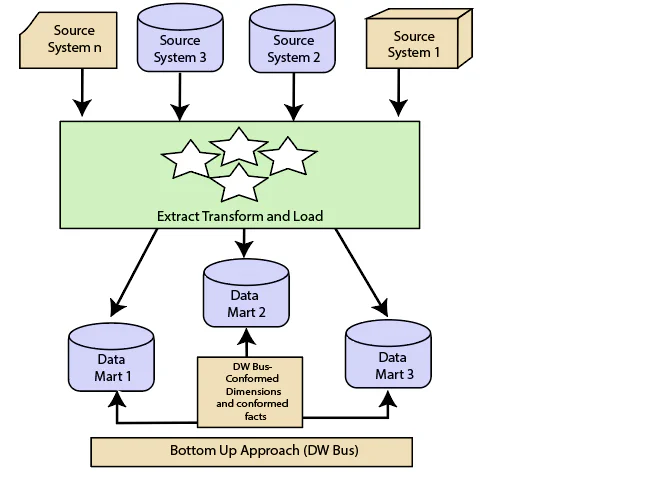 Source
System n
Source
System 3
Source
System 2
Source
System 1
Extract Transform and Load
Data
Mart 2
Data
Mart 1
Data
Mart 3
DW Bus-
Conformed
Dimensions
and conformed
facts
Bottom Up Approach (DW Bus)